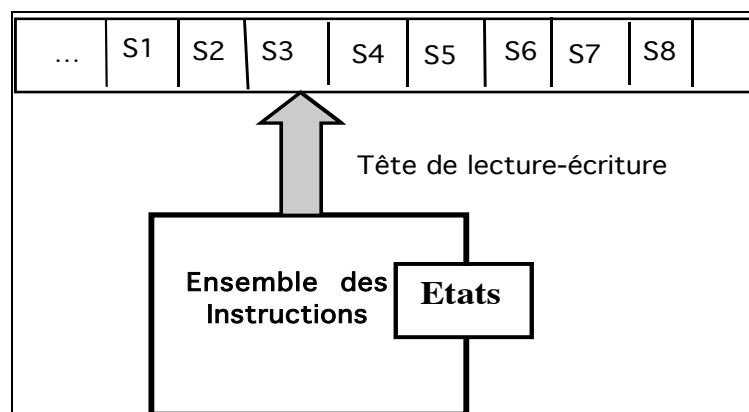 ... S1 S2 S3 S4 S5 S6 S7 S8
Tête de lecture-écriture
Ensemble des
Instructions
Etats